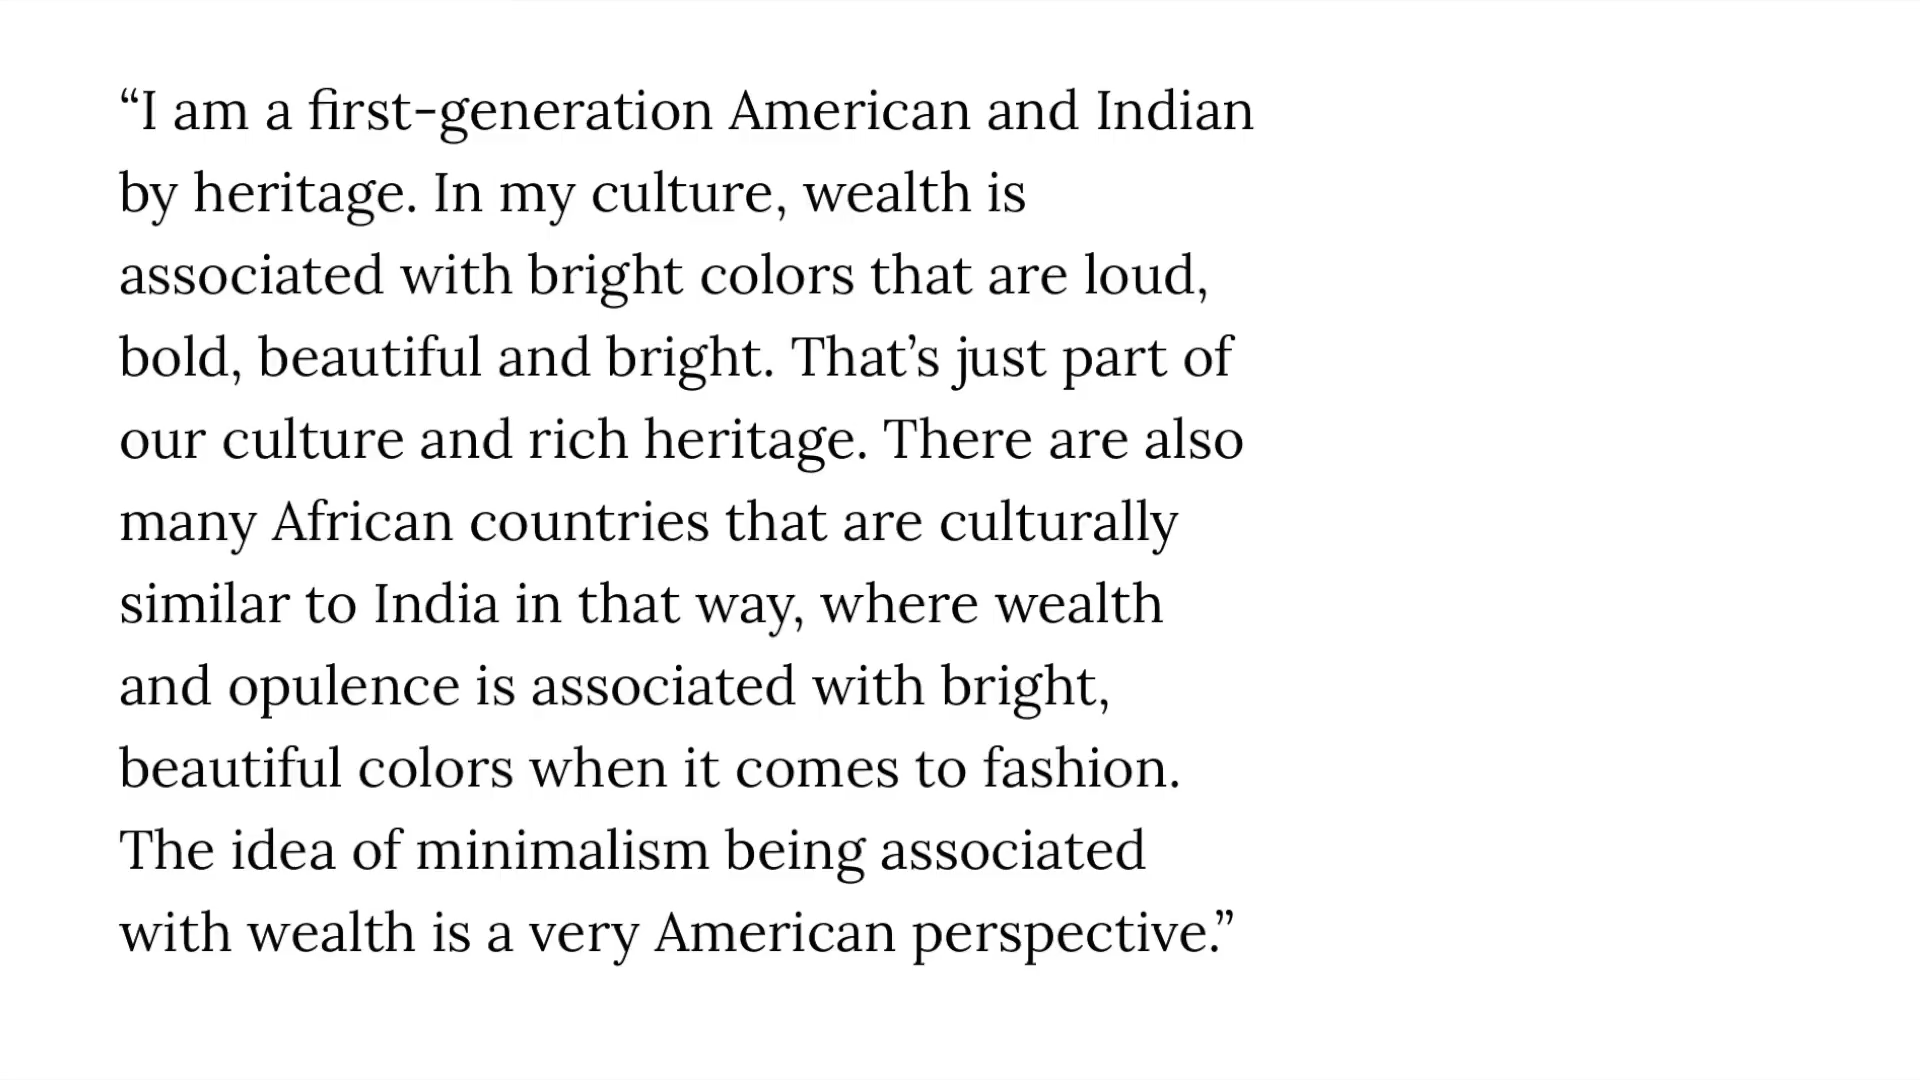 “I am a first-generation American and Indian
by heritage. In my culture, wealth is
associated with bright colors that are loud,
bold, beautiful and bright. That’s just part of
our culture and rich heritage. There are also
many African countries that are culturally
similar to India in that way, where wealth
and opulence is associated with bright,
beautiful colors when it comes to fashion.
The idea of minimalism being associated
with wealth is a very American perspective.”